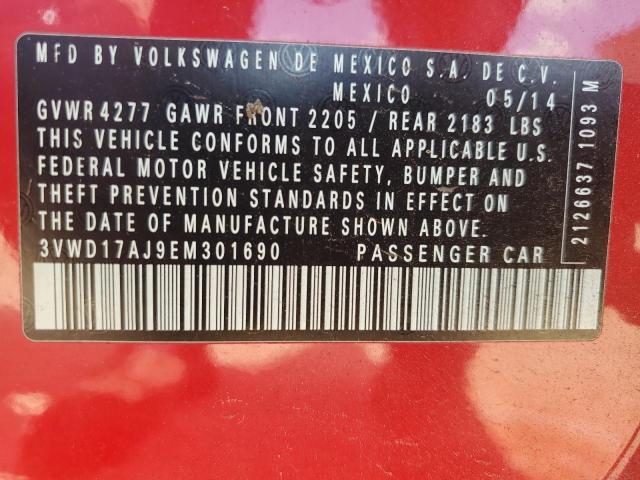 MFD BY VOLKSWAGEN DE MEXICO S.A. DE C.V.
MEXICO 05/14
GVWR 4277 GAWR FRONT 2205 / REAR 2183 LBS
THIS VEHICLE CONFORMS TO ALL APPLICABLE U.S.
FEDERAL MOTOR VEHICLE SAFETY, BUMPER AND
THEFT PREVENTION STANDARDS IN EFFECT ON
THE DATE OF MANUFACTURE SHOWN ABOVE.
3VWD17AJ9EM301690 PASSENGER CAR
2126637 1093 M